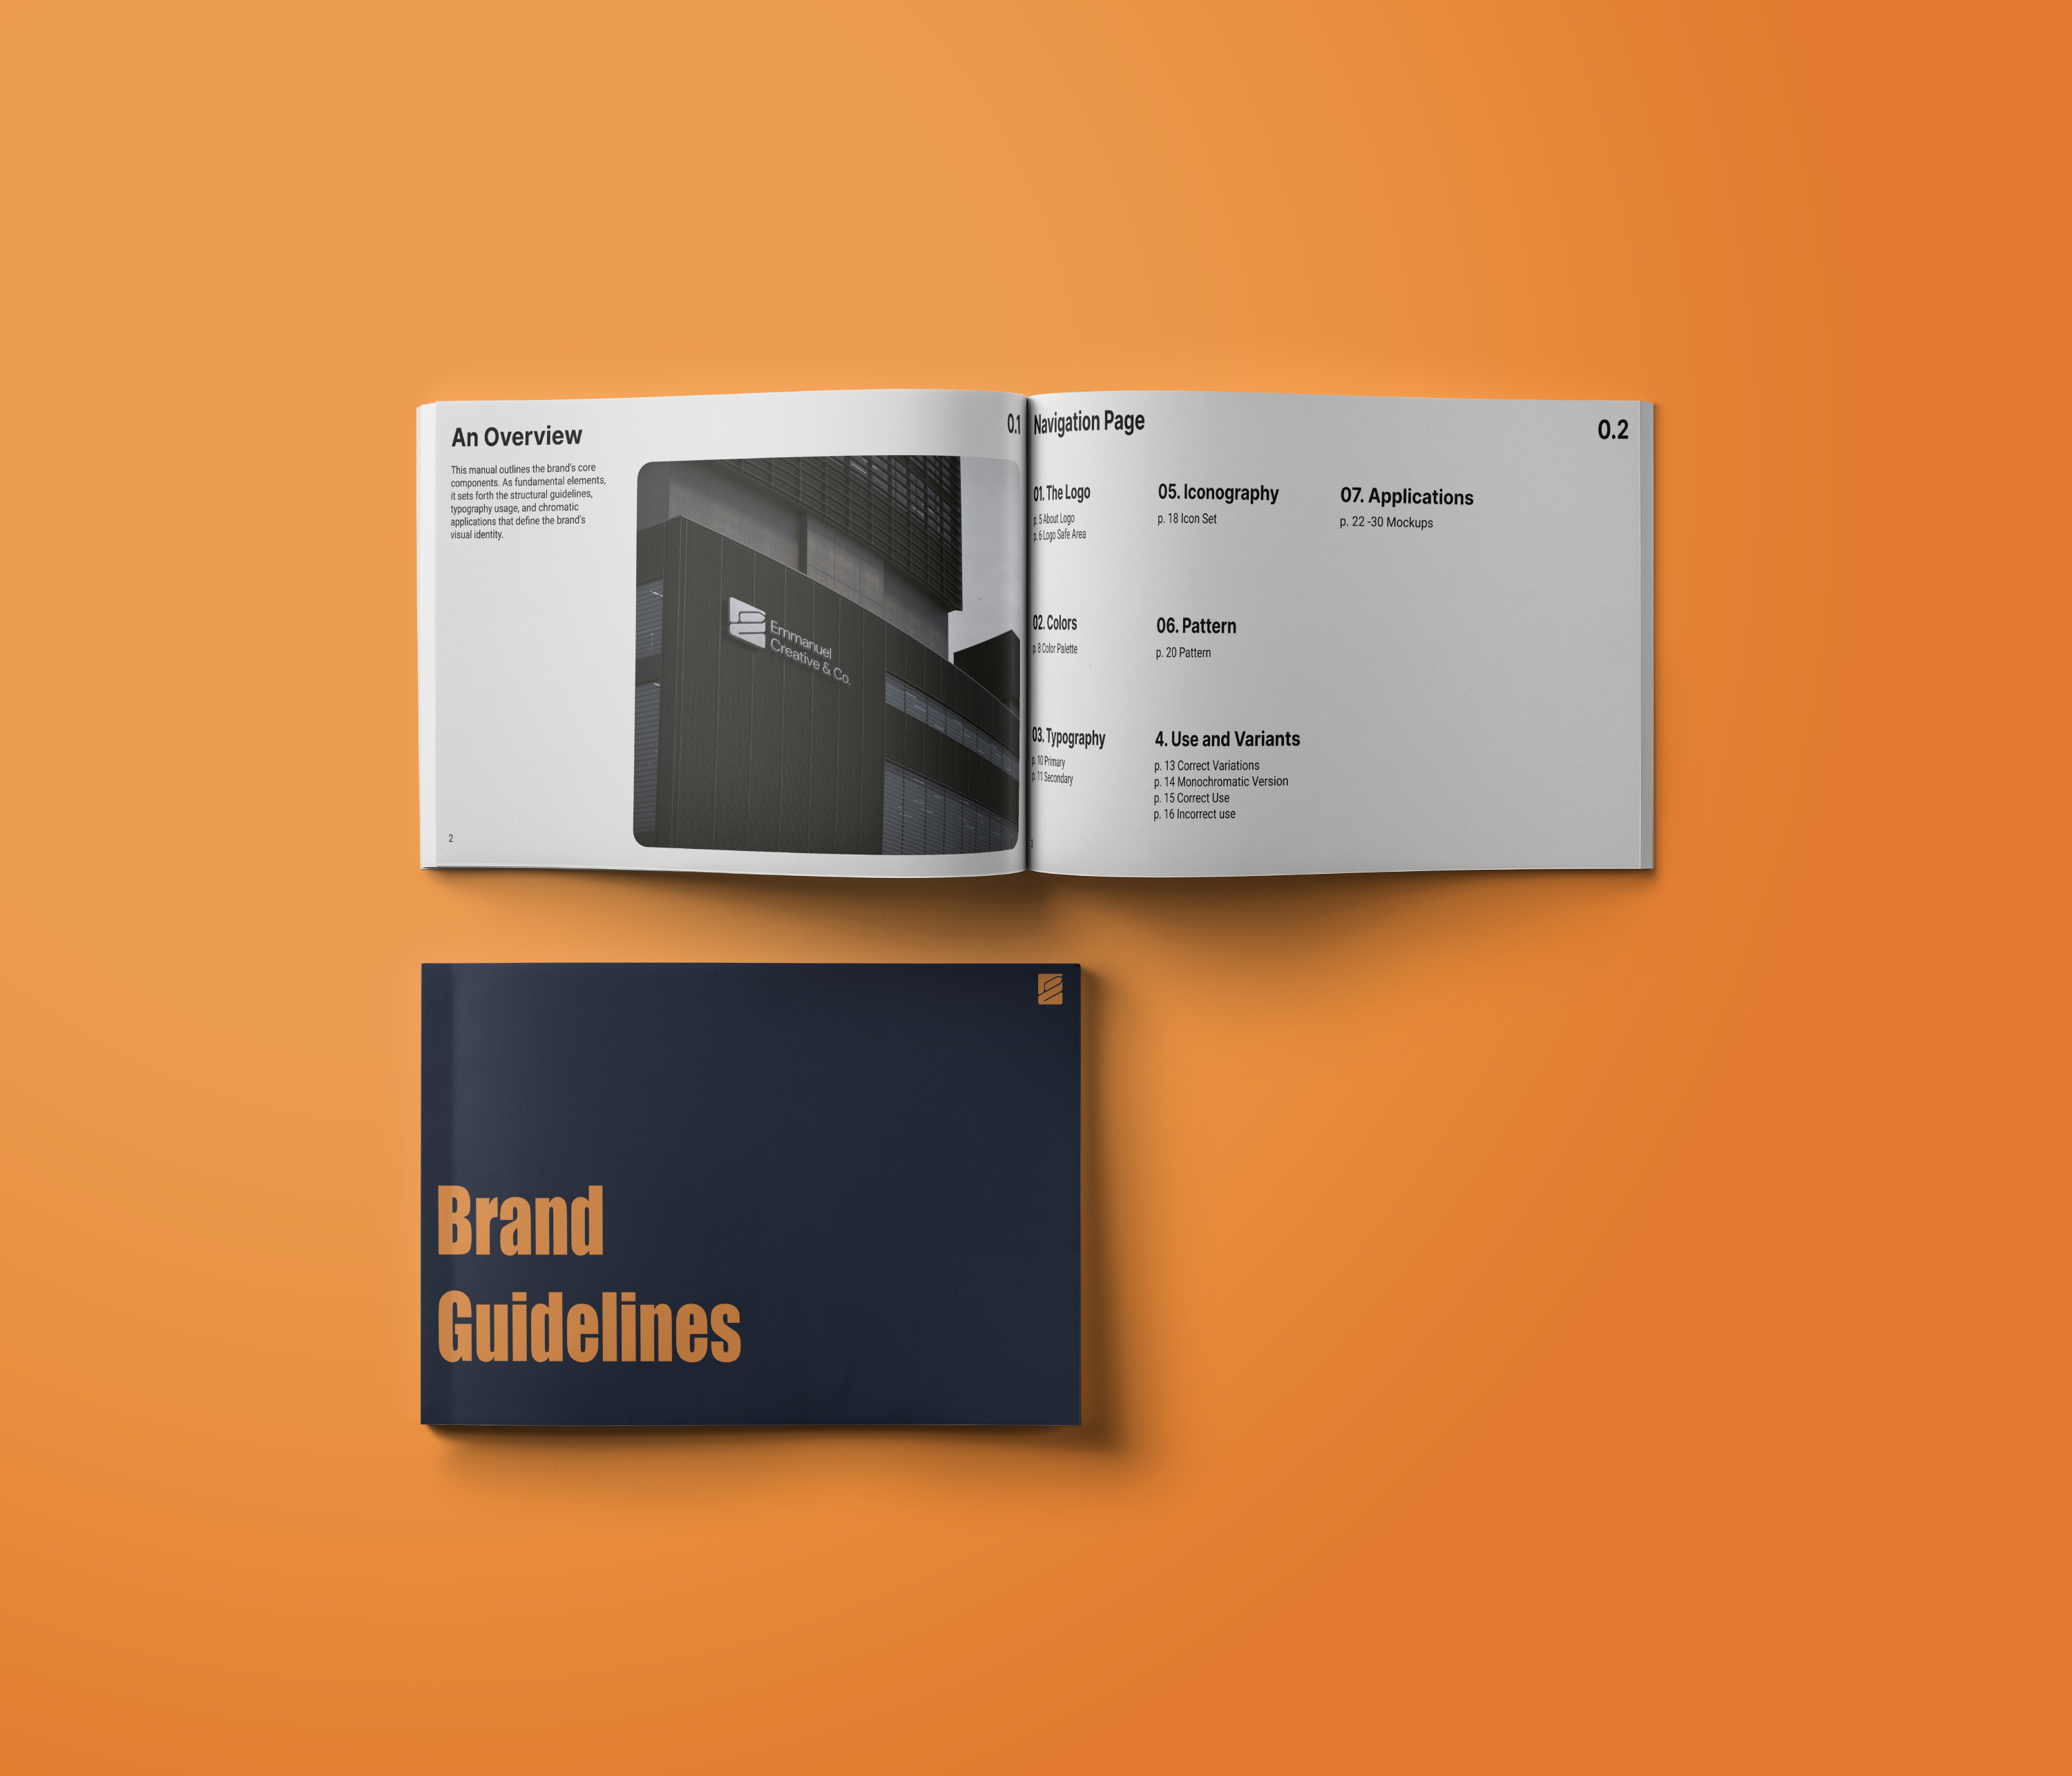 An Overview
0.1
This manual outlines the brand's core
components. As fundamental elements,
it sets forth the structural guidelines,
typography usage, and chromatic
applications that define the brand's
visual identity.
Emmanuel
Creative & Co.
2
Navigation Page
0.2
01. The Logo
p. 5 About Logo
p. 6 Logo Safe Area
02. Colors
p. 8 Color Palette
03. Typography
p. 10 Primary
p. 11 Secondary
3
05. Iconography
p. 18 Icon Set
06. Pattern
p. 20 Pattern
4. Use and Variants
p. 13 Correct Variations
p. 14 Monochromatic Version
p. 15 Correct Use
p. 16 Incorrect use
07. Applications
p. 22 -30 Mockups
Brand
Guidelines